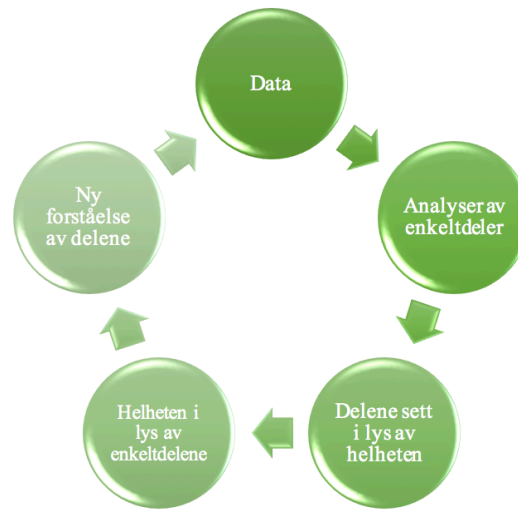 Data
Analyser av
enkeltdeler
Delene sett
i lys av
helheten
Helheten i
lys av
enkeltdelene
Ny
forståelse
av delene